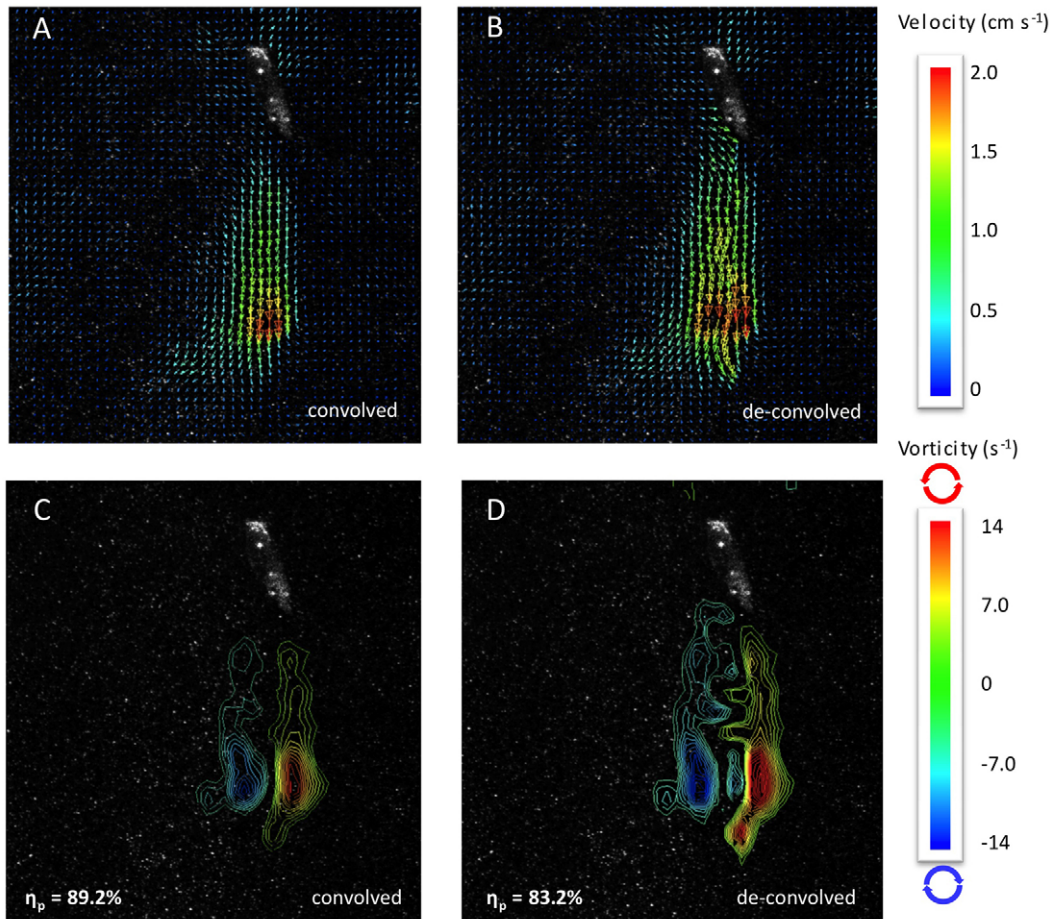 A
B
Velocity (cm s⁻¹)
2.0
1.5
1.0
0.5
0
convolved
de-convolved
Vorticity (s⁻¹)
C
D
14
7.0
0
-7.0
-14
ηp = 89.2%
convolved
ηp = 83.2%
de-convolved